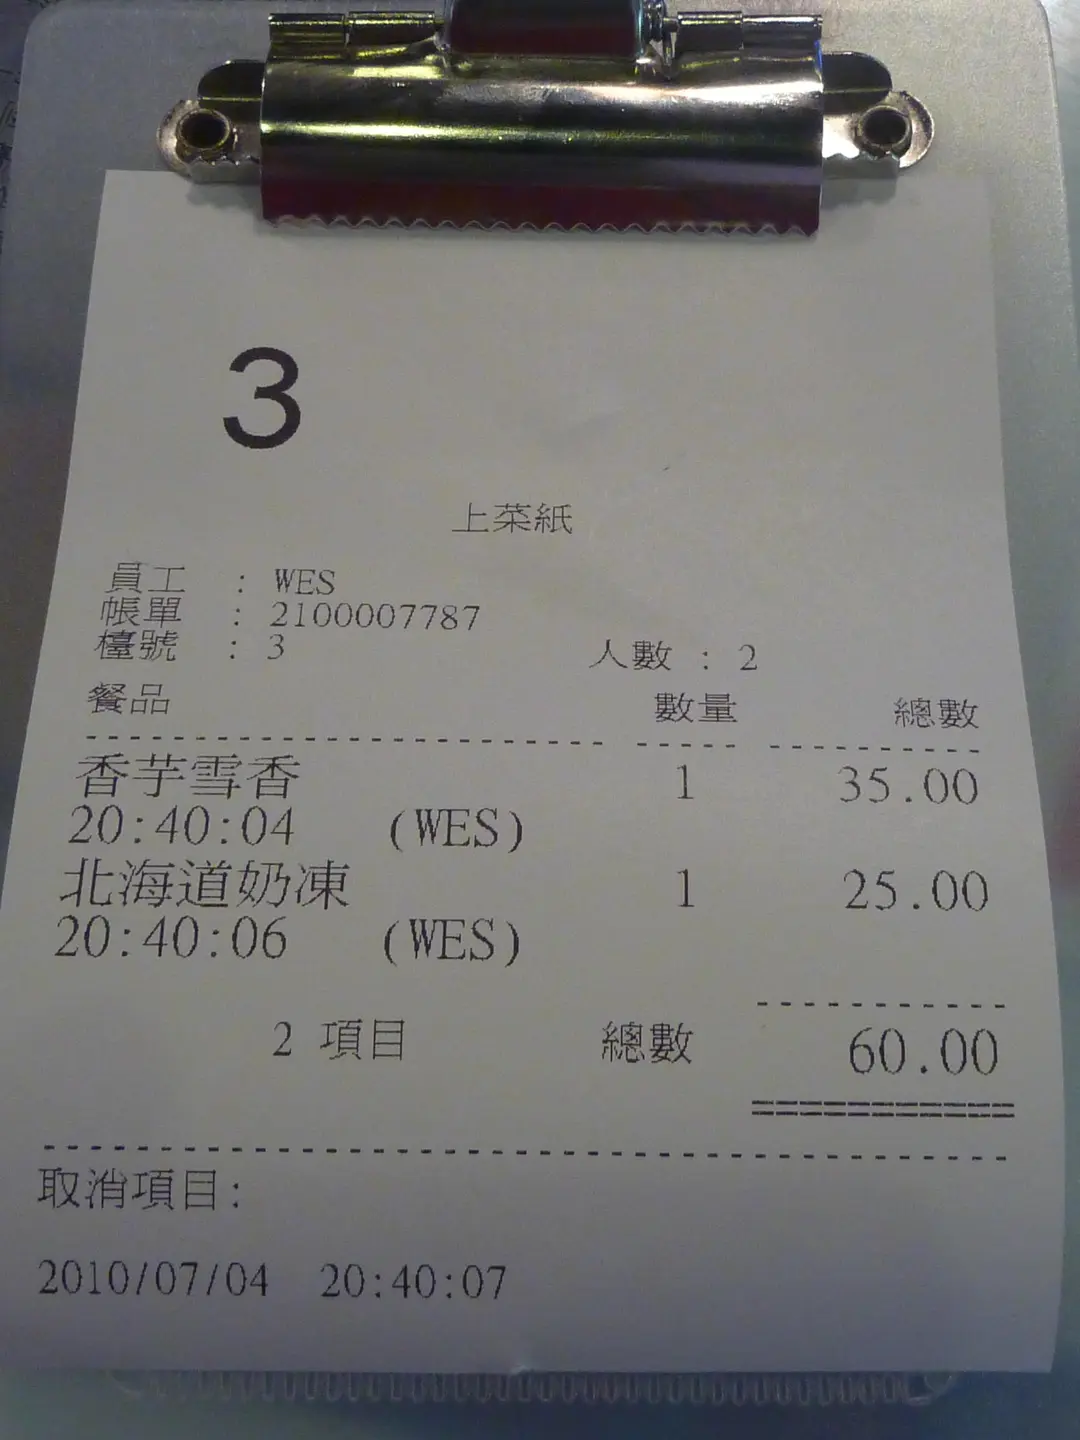 3
上菜紙
員工 : WES
帳單 : 2100007787
檯號 : 3 人數 : 2
餐品 數量 總數
香芋雪香 1 35.00
20:40:04 (WES)
北海道奶凍 1 25.00
20:40:06 (WES)
2 項目 總數 60.00
取消項目:
2010/07/04 20:40:07